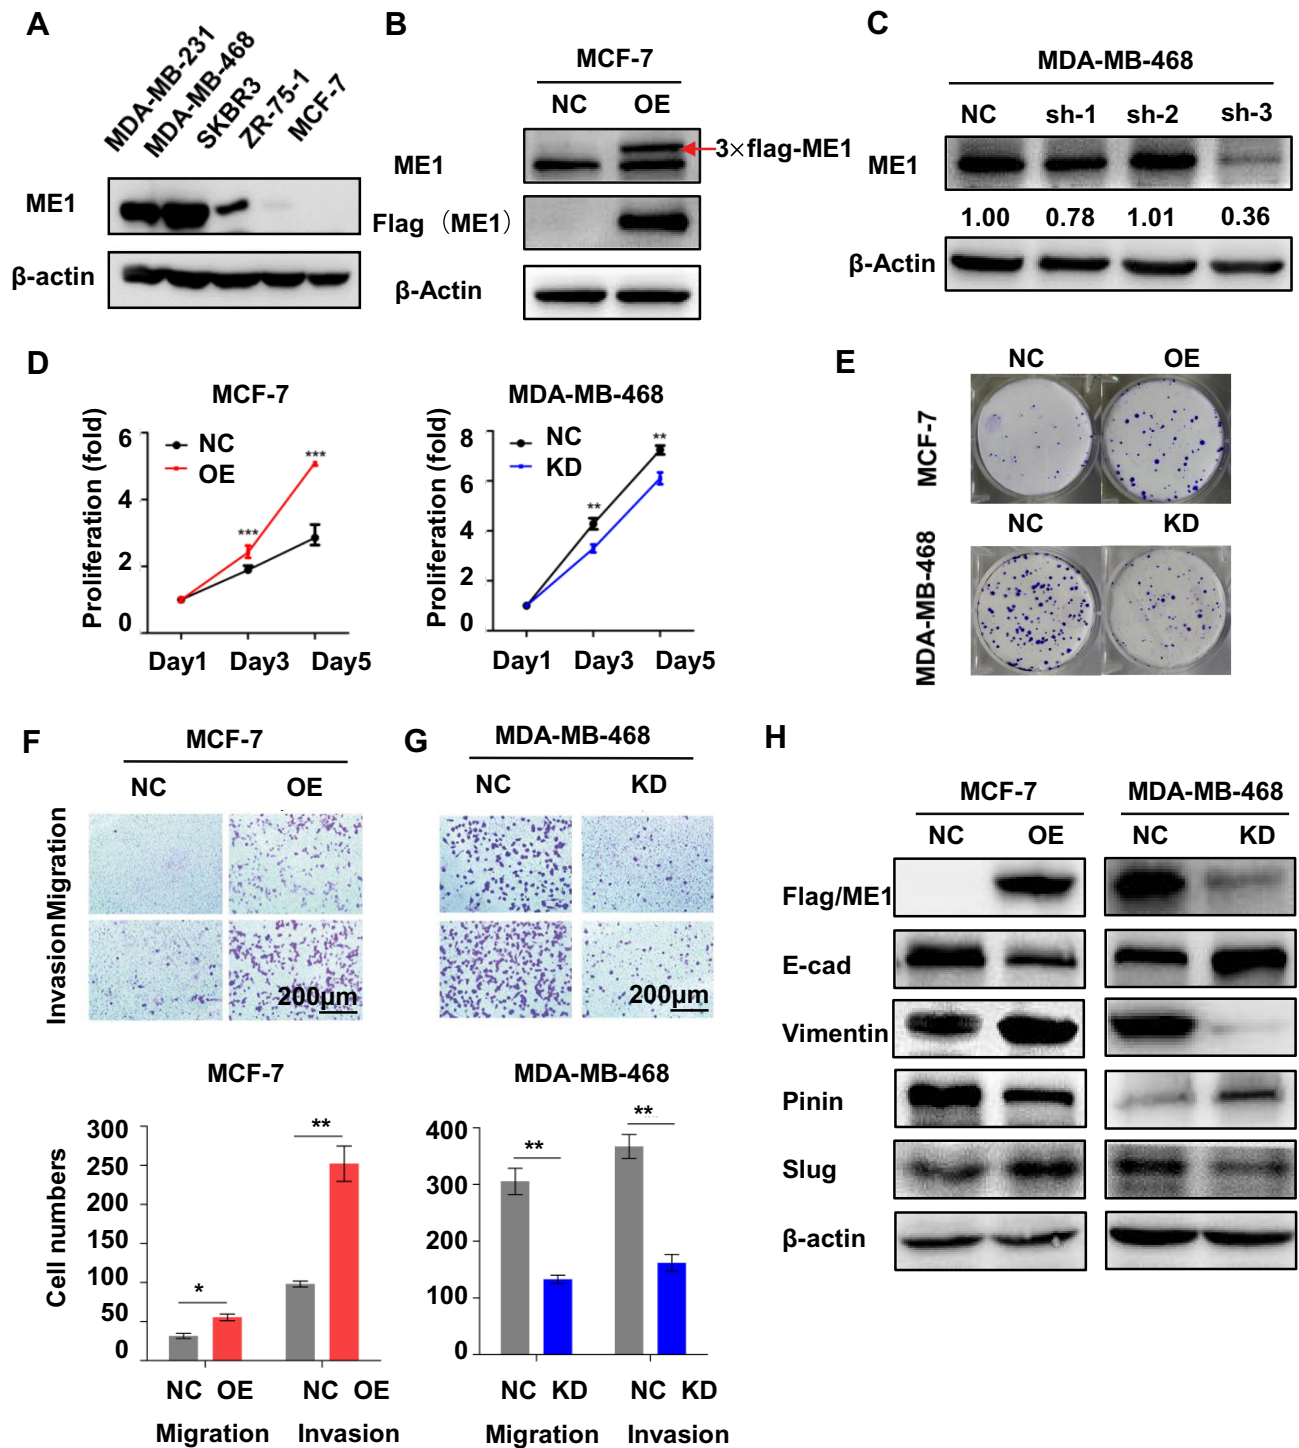 A
MDA-MB-231
MDA-MB-468
SKBR3
ZR-75-1
MCF-7
ME1
β-actin
B
MCF-7
NC OE
ME1
3×flag-ME1
Flag（ME1）
β-Actin
C
MDA-MB-468
NC sh-1 sh-2 sh-3
ME1
1.00 0.78 1.01 0.36
β-Actin
D
MCF-7
Proliferation (fold)
6
4
2
0
NC
OE
***
***
Day1 Day3 Day5
MDA-MB-468
Proliferation (fold)
8
6
4
2
0
NC
KD
**
**
Day1 Day3 Day5
E
NC OE
MCF-7
NC KD
MDA-MB-468
F
MCF-7
NC OE
Migration
Invasion
200μm
MCF-7
Cell numbers
300
250
200
150
100
50
0
*
**
NC OE NC OE
Migration Invasion
G
MDA-MB-468
NC KD
200μm
MDA-MB-468
400
300
200
100
0
**
**
NC KD NC KD
Migration Invasion
H
MCF-7 MDA-MB-468
NC OE NC KD
Flag/ME1
E-cad
Vimentin
Pinin
Slug
β-actin